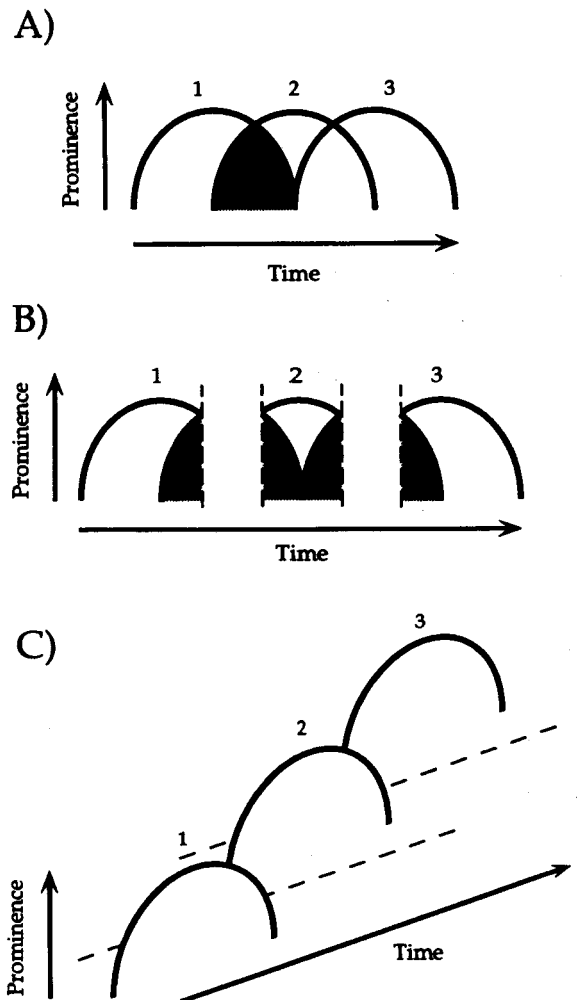 A)
1 2 3
Prominence
Time
B)
1 2 3
Prominence
Time
C)
3
2
1
Prominence
Time